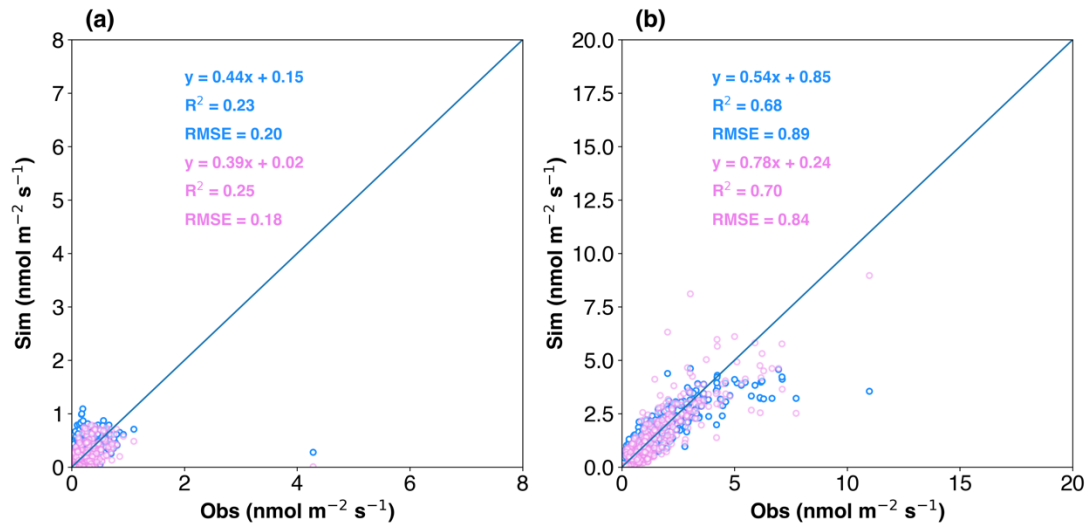 (a)
8
7
6
5
4
3
2
1
0
0 2 4 6 8
Sim (nmol m⁻² s⁻¹)
Obs (nmol m⁻² s⁻¹)
y = 0.44x + 0.15
R² = 0.23
RMSE = 0.20
y = 0.39x + 0.02
R² = 0.25
RMSE = 0.18
(b)
20.0
17.5
15.0
12.5
10.0
7.5
5.0
2.5
0.0
0 5 10 15 20
Sim (nmol m⁻² s⁻¹)
Obs (nmol m⁻² s⁻¹)
y = 0.54x + 0.85
R² = 0.68
RMSE = 0.89
y = 0.78x + 0.24
R² = 0.70
RMSE = 0.84